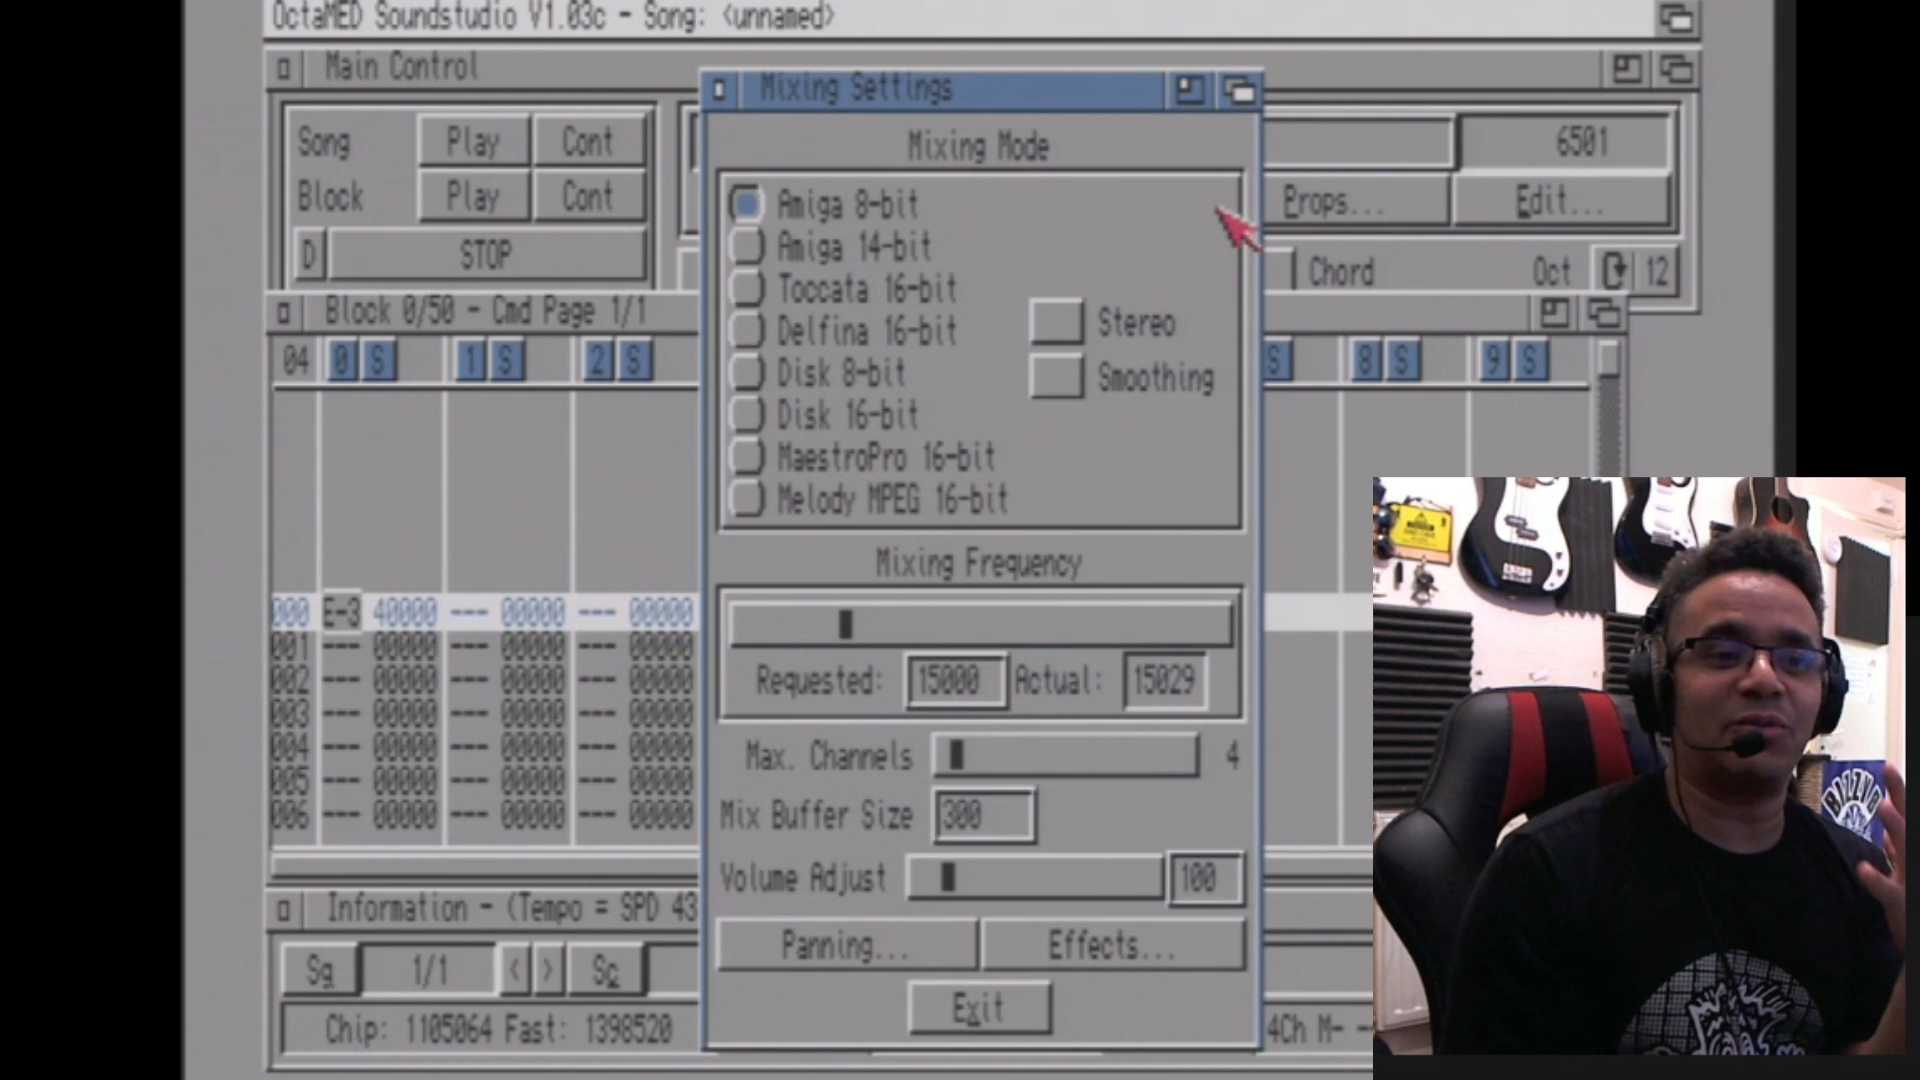 OctaMED Soundstudio V1.03c - Song: <unnamed>
Main Control
Song Play Cont
Block Play Cont
D STOP
6501
Props... Edit...
Chord Oct 12
Block 0/50 - Cmd Page 1/1
04 0 S 1 S 2 S S 8 S 9 S
000 E-3 40000 --- 00000 --- 00000
001 --- 00000 --- 00000 --- 00000
002 --- 00000 --- 00000 --- 00000
003 --- 00000 --- 00000 --- 00000
004 --- 00000 --- 00000 --- 00000
005 --- 00000 --- 00000 --- 00000
006 --- 00000 --- 00000 --- 00000
Information - (Tempo = SPD 43
Sg 1/1 < > Sc
Chip: 1105064 Fast: 1398520
4Ch M- --
Mixing Settings
Mixing Mode
Amiga 8-bit
Amiga 14-bit
Toccata 16-bit
Delfina 16-bit
Disk 8-bit
Disk 16-bit
MaestroPro 16-bit
Melody MPEG 16-bit
Stereo
Smoothing
Mixing Frequency
Requested: 15000 Actual: 15029
Max. Channels 4
Mix Buffer Size 300
Volume Adjust 100
Panning... Effects...
Exit